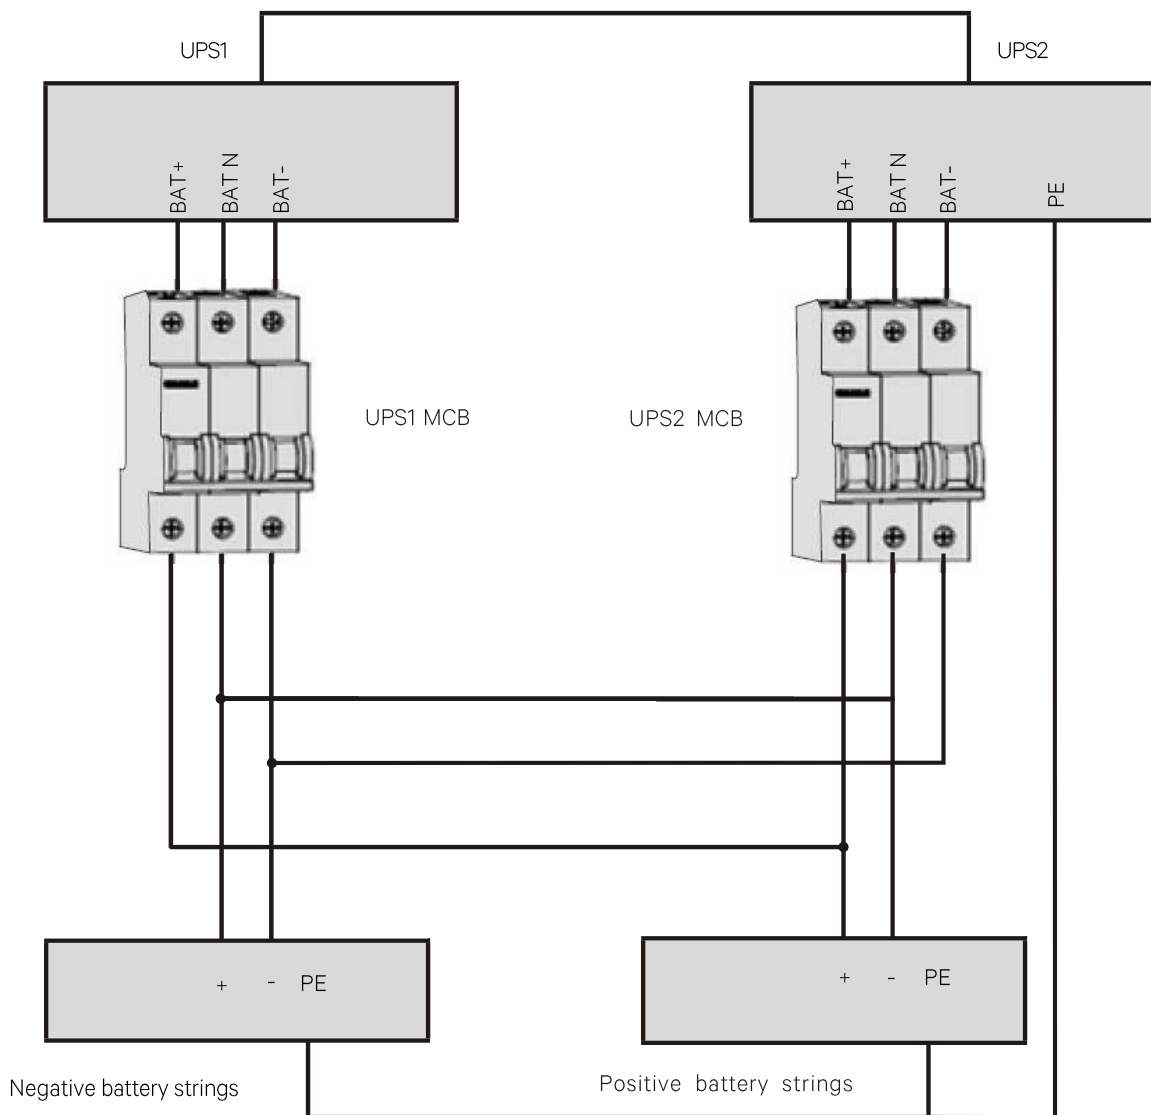 UPS1
UPS2
BAT+
BAT N
BAT-
BAT+
BAT N
BAT-
PE
UPS1 MCB
UPS2 MCB
+ - PE
+ - PE
Negative battery strings
Positive battery strings